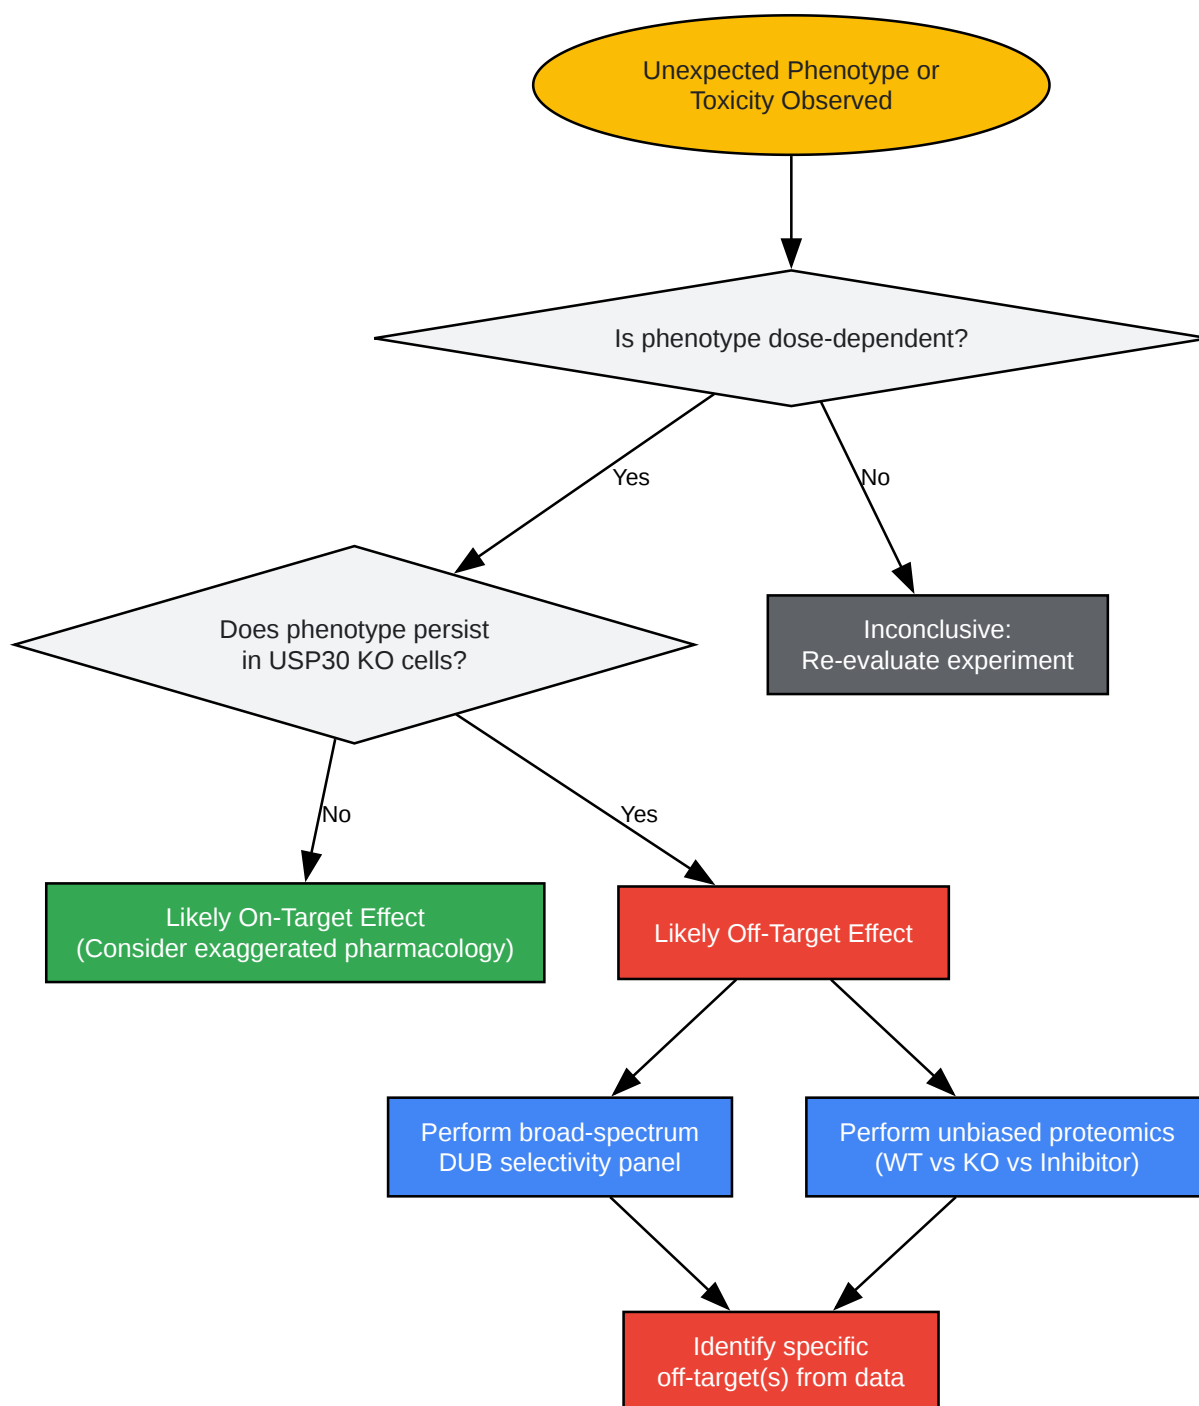 Unexpected Phenotype or
Toxicity Observed
Is phenotype dose-dependent?
Yes
No
Does phenotype persist
in USP30 KO cells?
Inconclusive:
Re-evaluate experiment
No
Yes
Likely On-Target Effect
(Consider exaggerated pharmacology)
Likely Off-Target Effect
Perform broad-spectrum
DUB selectivity panel
Perform unbiased proteomics
(WT vs KO vs Inhibitor)
Identify specific
off-target(s) from data